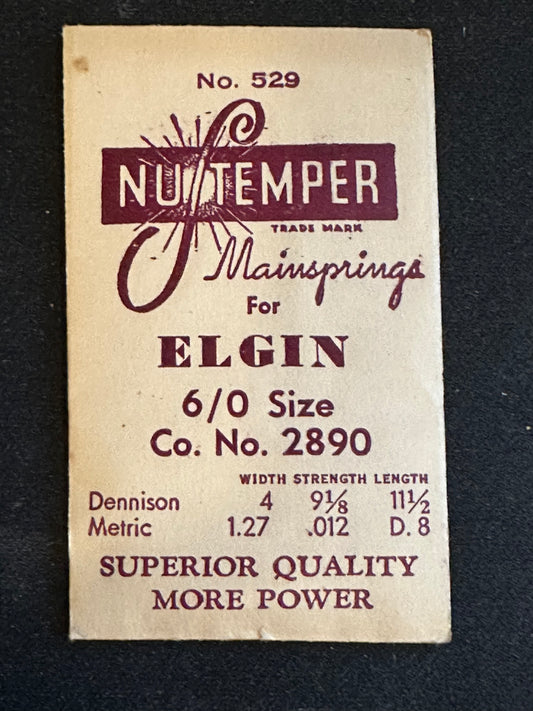 No. 529
NU TEMPER
TRADE MARK
Mainsprings
For
ELGIN
6/0 Size
Co. No. 2890
WIDTH STRENGTH LENGTH
Dennison 4 9⅛ 11½
Metric 1.27 .012 D. 8
SUPERIOR QUALITY
MORE POWER